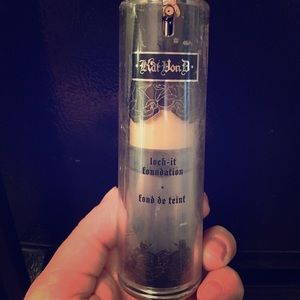 Kat Von D
lock-it
foundation
•
fond de teint